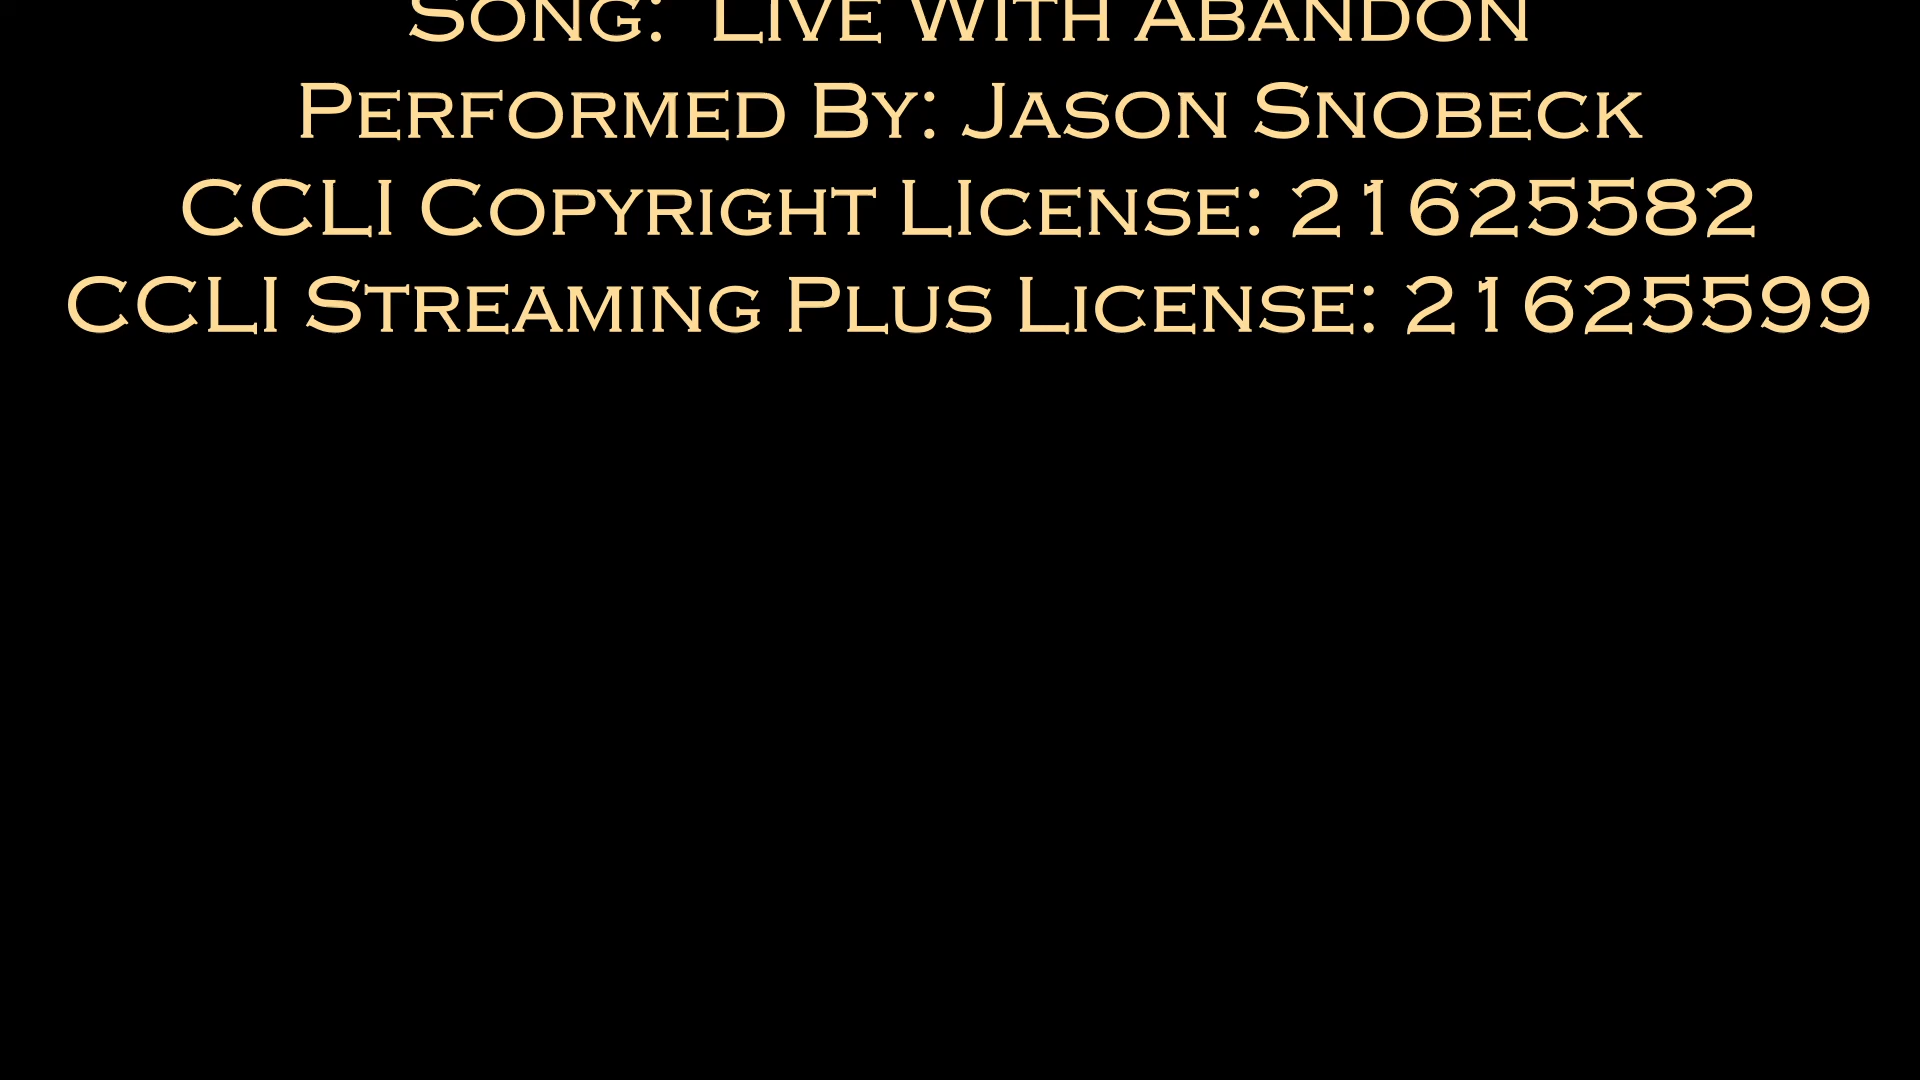 Song:  Live With Abandon
Performed By: Jason Snobeck
CCLI Copyright LIcense: 21625582
CCLI Streaming Plus License: 21625599